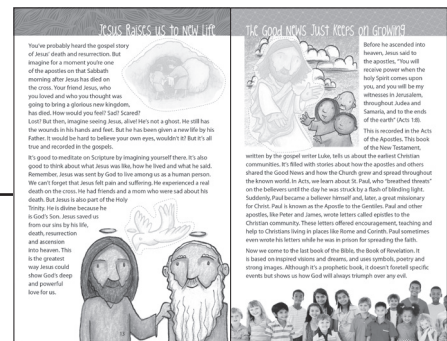 Jesus Raises us to New Life
You've probably heard the gospel story
of Jesus' death and resurrection. But
imagine for a moment you're one
of the apostles on that Sabbath
morning after Jesus has died on
the cross. Your friend Jesus, who
you loved and who you thought was
going to bring a glorious new kingdom,
has died. How would you feel? Sad? Scared?
Lost? But then, imagine seeing Jesus, alive! He's not a ghost. He still has
the wounds in his hands and feet. But he has been given a new life by his
Father. It would be hard to believe your own eyes, wouldn't it? But it's all
true and recorded in the gospels.
It's good to meditate on Scripture by imagining yourself there. It's also
good to think about what Jesus was like, how he lived and what he said.
Remember, Jesus was sent by God to live among us as a human person.
We can't forget that Jesus felt pain and suffering. He experienced a real
death on the cross. He had friends and a mom who were sad about his
death. But Jesus is also part of the Holy
Trinity. He is divine because he
is God's Son. Jesus saved us
from our sins by his life,
death, resurrection
and ascension
into heaven. This
is the greatest
way Jesus could
show God's deep
and powerful
love for us.
The Good News Just Keeps on Growing
Before he ascended into
heaven, Jesus said to
the apostles, "You will
receive power when the
holy Spirit comes upon
you, and you will be my
witnesses in Jerusalem,
throughout Judea and
Samaria, and to the ends
of the earth" (Acts 1:8).
This is recorded in the Acts
of the Apostles. This book
of the New Testament,
written by the gospel writer Luke, tells us about the earliest Christian
communities. It's filled with stories about how the apostles and others
shared the Good News and how the Church grew and spread throughout
the known world. In Acts, we learn about St. Paul, who "breathed threats"
on the believers until the day he was struck by a flash of blinding light.
Suddenly, Paul became a believer himself and, later, a great missionary
for Christ. Paul is known as the Apostle to the Gentiles. Paul and other
apostles, like Peter and James, wrote letters called epistles to the
Christian community. These letters offered encouragement, teaching and
help to Christians living in places like Rome and Corinth. Paul sometimes
even wrote his letters while he was in prison for spreading the faith.
Now we come to the last book of the Bible, the Book of Revelation. It
is based on inspired visions and dreams, and uses symbols, poetry and
strong images. Although it's a prophetic book, it doesn't foretell specific
events but shows us how God will always triumph over any evil.